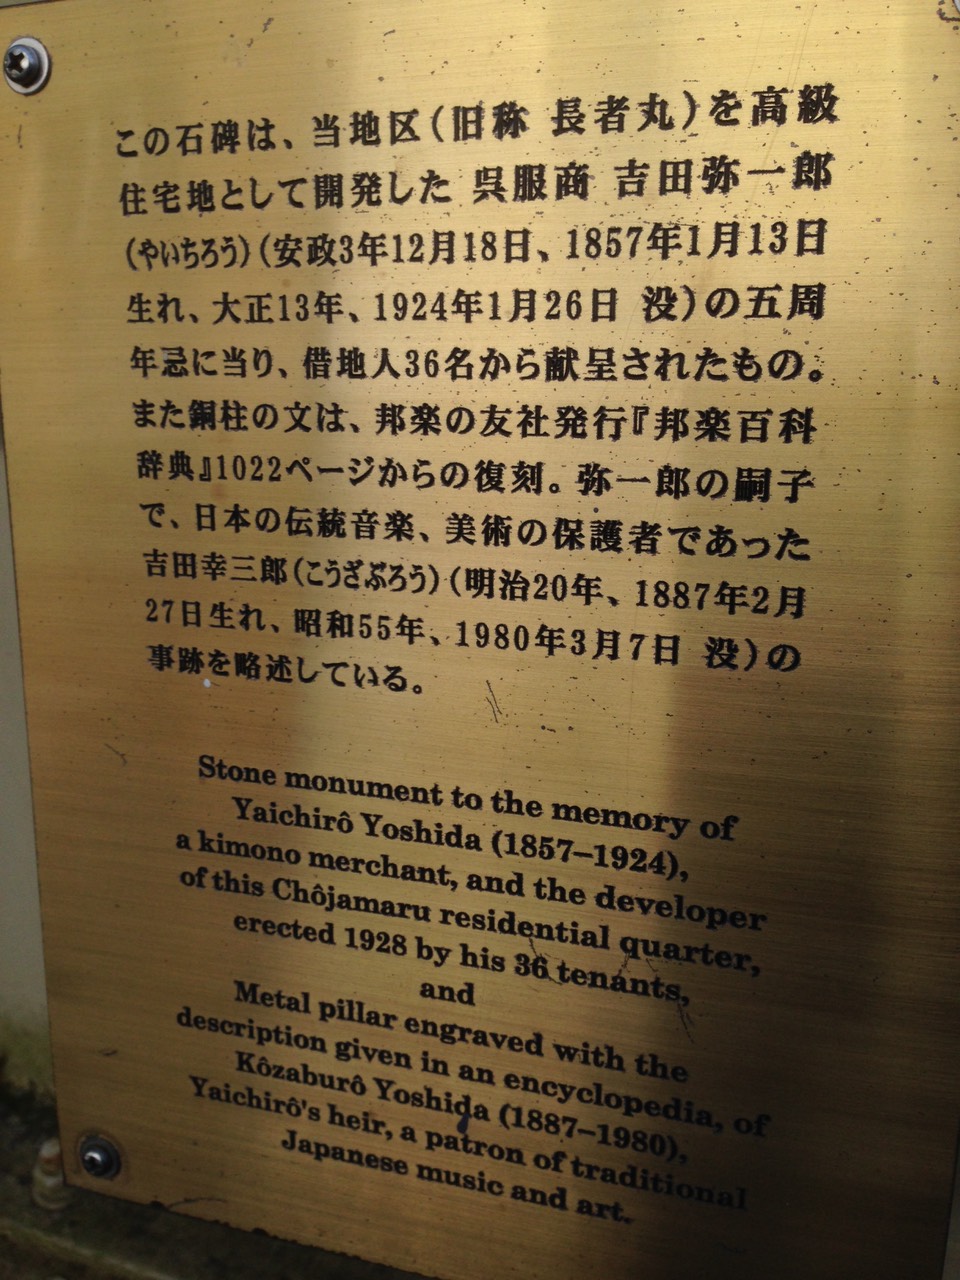 この石碑は、当地区（旧称 長者丸）を高級
住宅地として開発した 呉服商 吉田弥一郎
（やいちろう）（安政3年12月18日、1857年1月13日
生れ、大正13年、1924年1月26日 没）の五周
年忌に当り、借地人36名から献呈されたもの。
また銅柱の文は、邦楽の友社発行『邦楽百科
辞典』1022ページからの復刻。弥一郎の嗣子
で、日本の伝統音楽、美術の保護者であった
吉田幸三郎（こうざぶろう）（明治20年、1887年2月
27日生れ、昭和55年、1980年3月7日 没）の
事跡を略述している。
Stone monument to the memory of
Yaichirô Yoshida (1857–1924),
a kimono merchant, and the developer
of this Chôjamaru residential quarter,
erected 1928 by his 36 tenants,
and
Metal pillar engraved with the
description given in an encyclopedia, of
Kôzaburô Yoshida (1887–1980),
Yaichirô's heir, a patron of traditional
Japanese music and art.